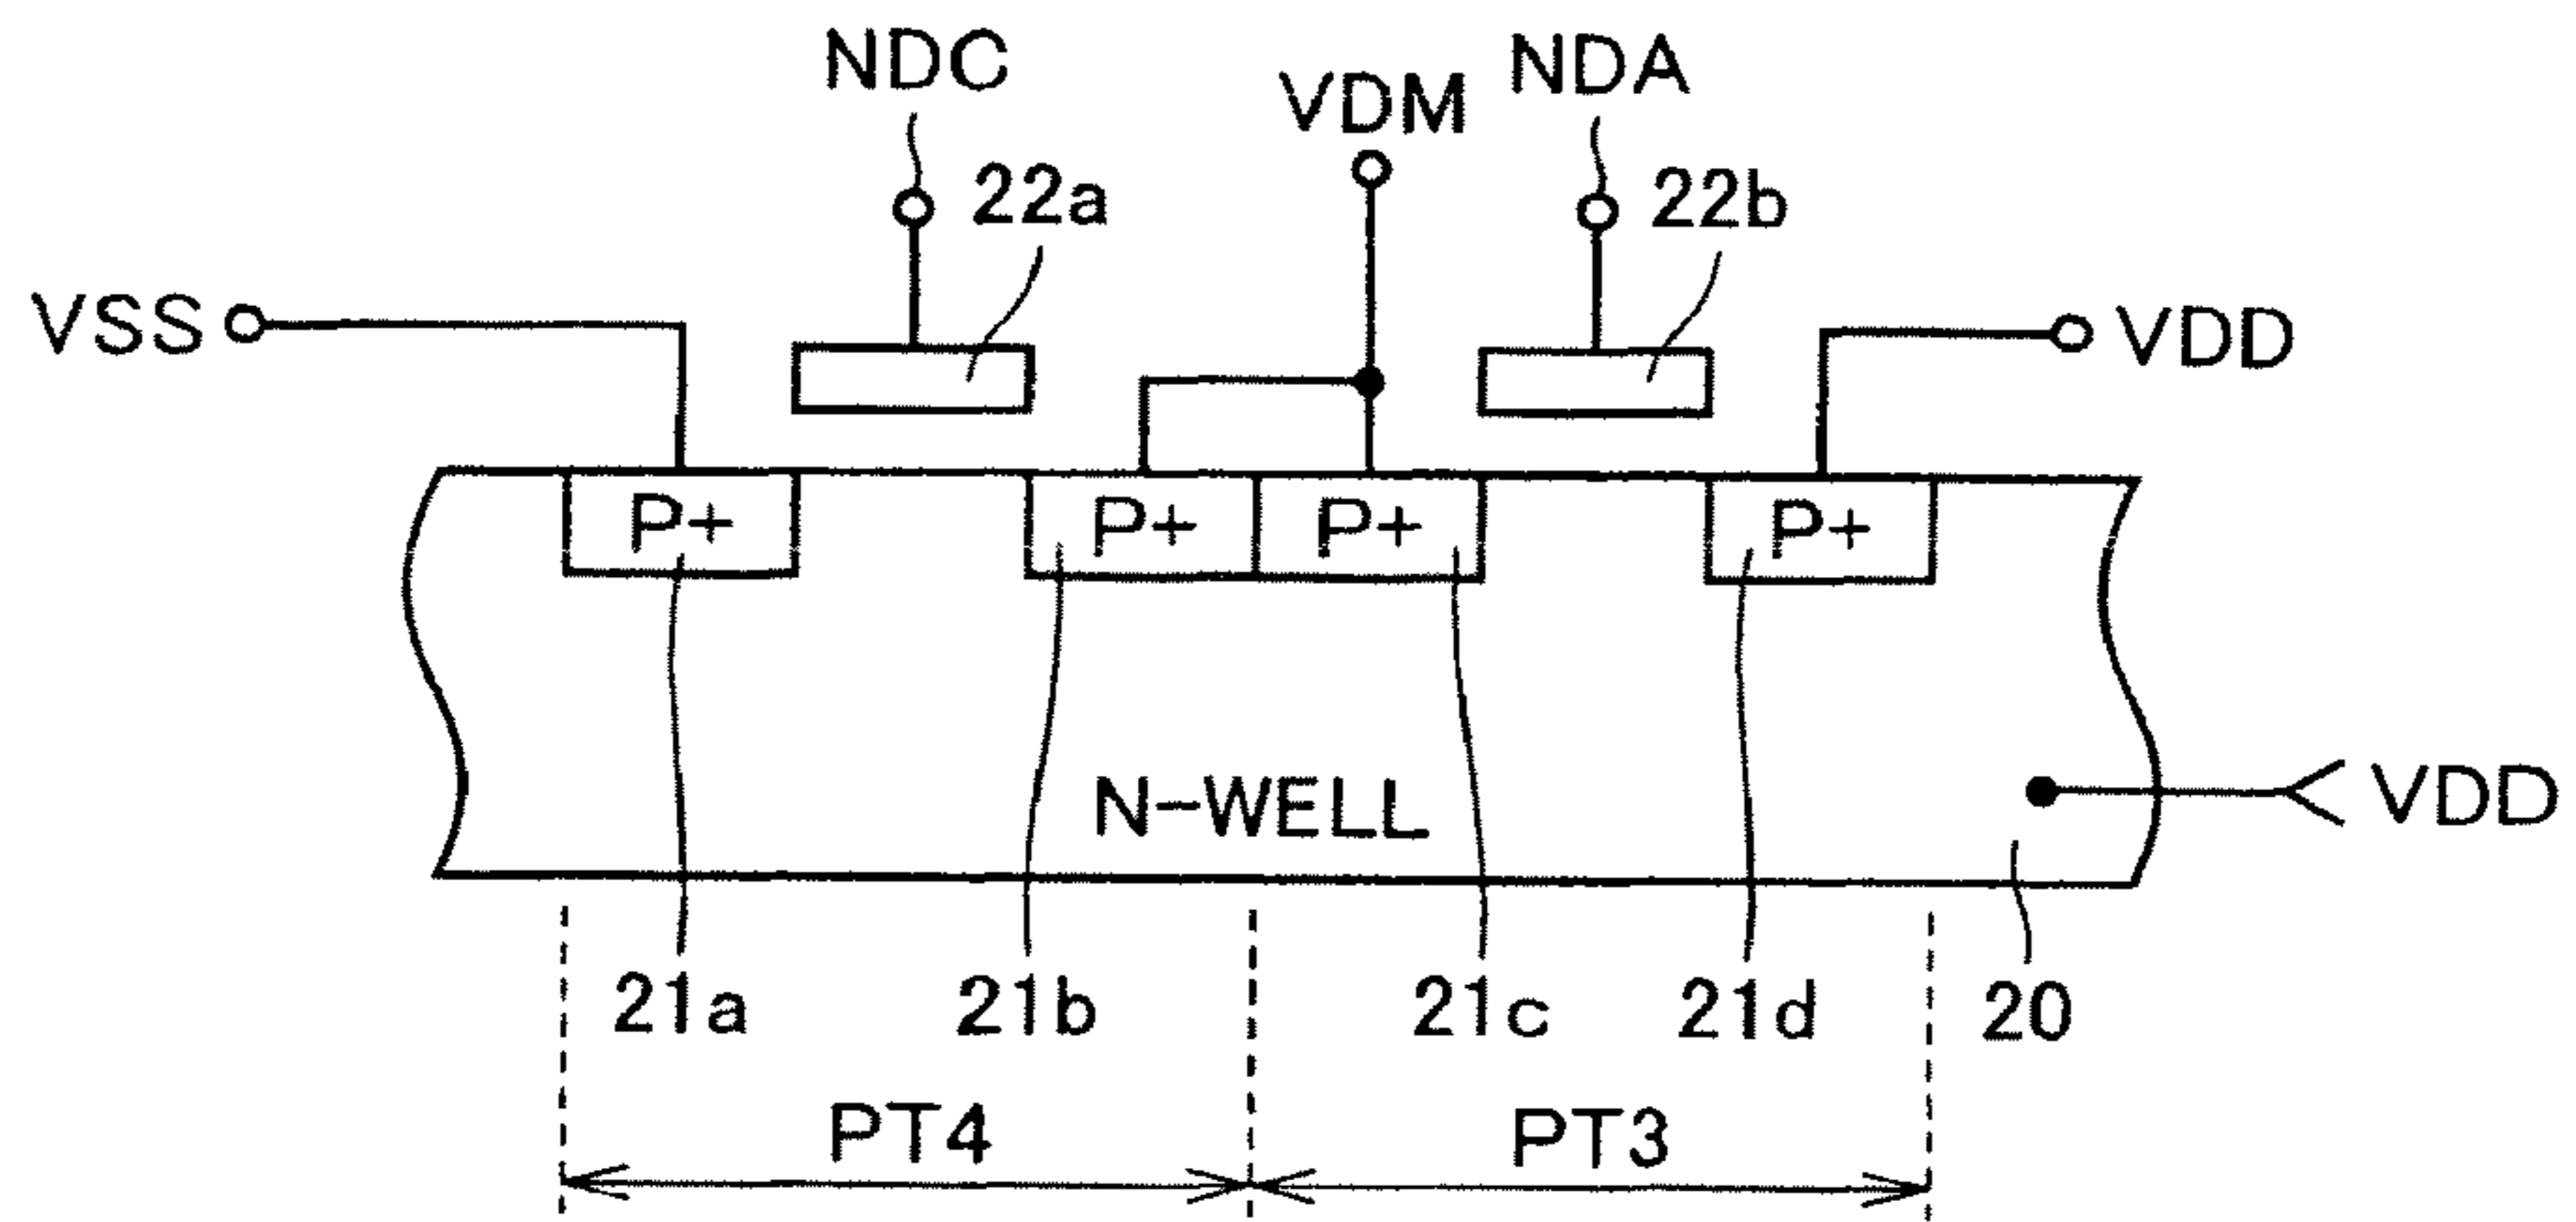 NDC
VDM
NDA
22a
22b
VSS
VDD
P+
P+
P+
P+
N-WELL
VDD
21a
21b
21c
21d
20
PT4
PT3